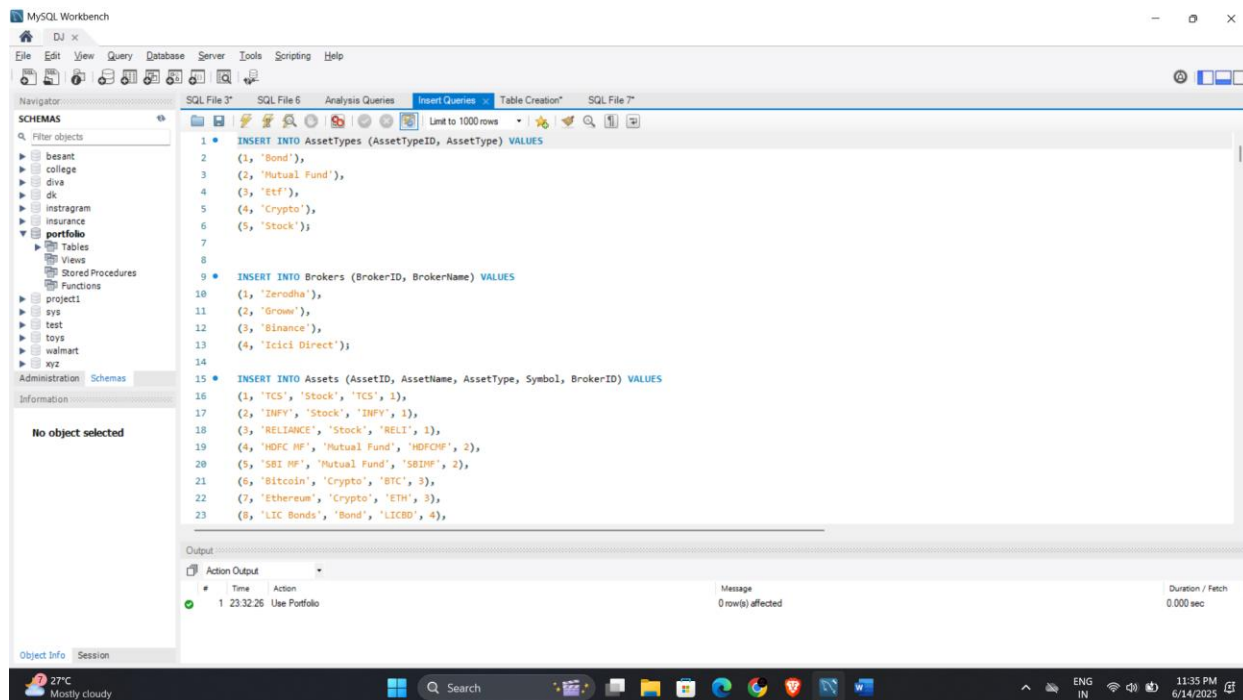 MySQL Workbench
DJ
File Edit View Query Database Server Tools Scripting Help
Navigator
SCHEMAS
Filter objects
besant
college
diva
dk
instragram
insurance
portfolio
Tables
Views
Stored Procedures
Functions
project1
sys
test
toys
walmart
xyz
Administration Schemas
Information
No object selected
Object Info Session
SQL File 3* SQL File 6 Analysis Queries Insert Queries Table Creation* SQL File 7*
Limit to 1000 rows
1 INSERT INTO AssetTypes (AssetTypeID, AssetType) VALUES
2 (1, 'Bond'),
3 (2, 'Mutual Fund'),
4 (3, 'Etf'),
5 (4, 'Crypto'),
6 (5, 'Stock');
7
8
9 INSERT INTO Brokers (BrokerID, BrokerName) VALUES
10 (1, 'Zerodha'),
11 (2, 'Groww'),
12 (3, 'Binance'),
13 (4, 'Icici Direct');
14
15 INSERT INTO Assets (AssetID, AssetName, AssetType, Symbol, BrokerID) VALUES
16 (1, 'TCS', 'Stock', 'TCS', 1),
17 (2, 'INFY', 'Stock', 'INFY', 1),
18 (3, 'RELIANCE', 'Stock', 'RELI', 1),
19 (4, 'HDFC MF', 'Mutual Fund', 'HDFCMF', 2),
20 (5, 'SBI MF', 'Mutual Fund', 'SBIMF', 2),
21 (6, 'Bitcoin', 'Crypto', 'BTC', 3),
22 (7, 'Ethereum', 'Crypto', 'ETH', 3),
23 (8, 'LIC Bonds', 'Bond', 'LICBD', 4),
Output
Action Output
# Time Action Message Duration / Fetch
1 23:32:26 Use Portfolio 0 row(s) affected 0.000 sec
7 27°C
Mostly cloudy
Search
ENG
IN
11:35 PM
6/14/2025